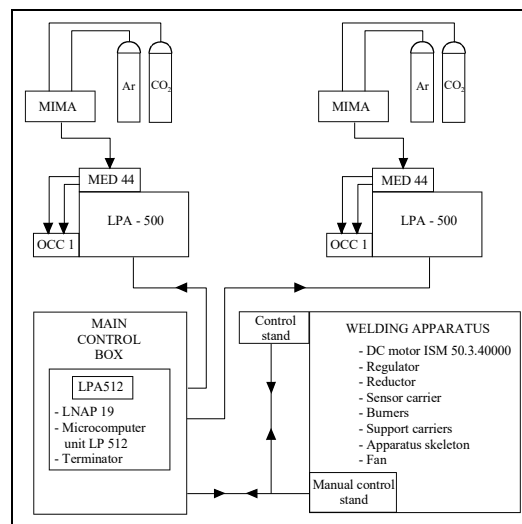 Ar
CO2
MIMA
MED 44
LPA - 500
OCC 1
Ar
CO2
MIMA
MED 44
LPA - 500
OCC 1
MAIN
CONTROL
BOX
LPA512
- LNAP 19
- Microcomputer
unit LP 512
- Terminator
Control
stand
WELDING APPARATUS
- DC motor ISM 50.3.40000
- Regulator
- Reductor
- Sensor carrier
- Burners
- Support carriers
- Apparatus skeleton
- Fan
Manual control
stand